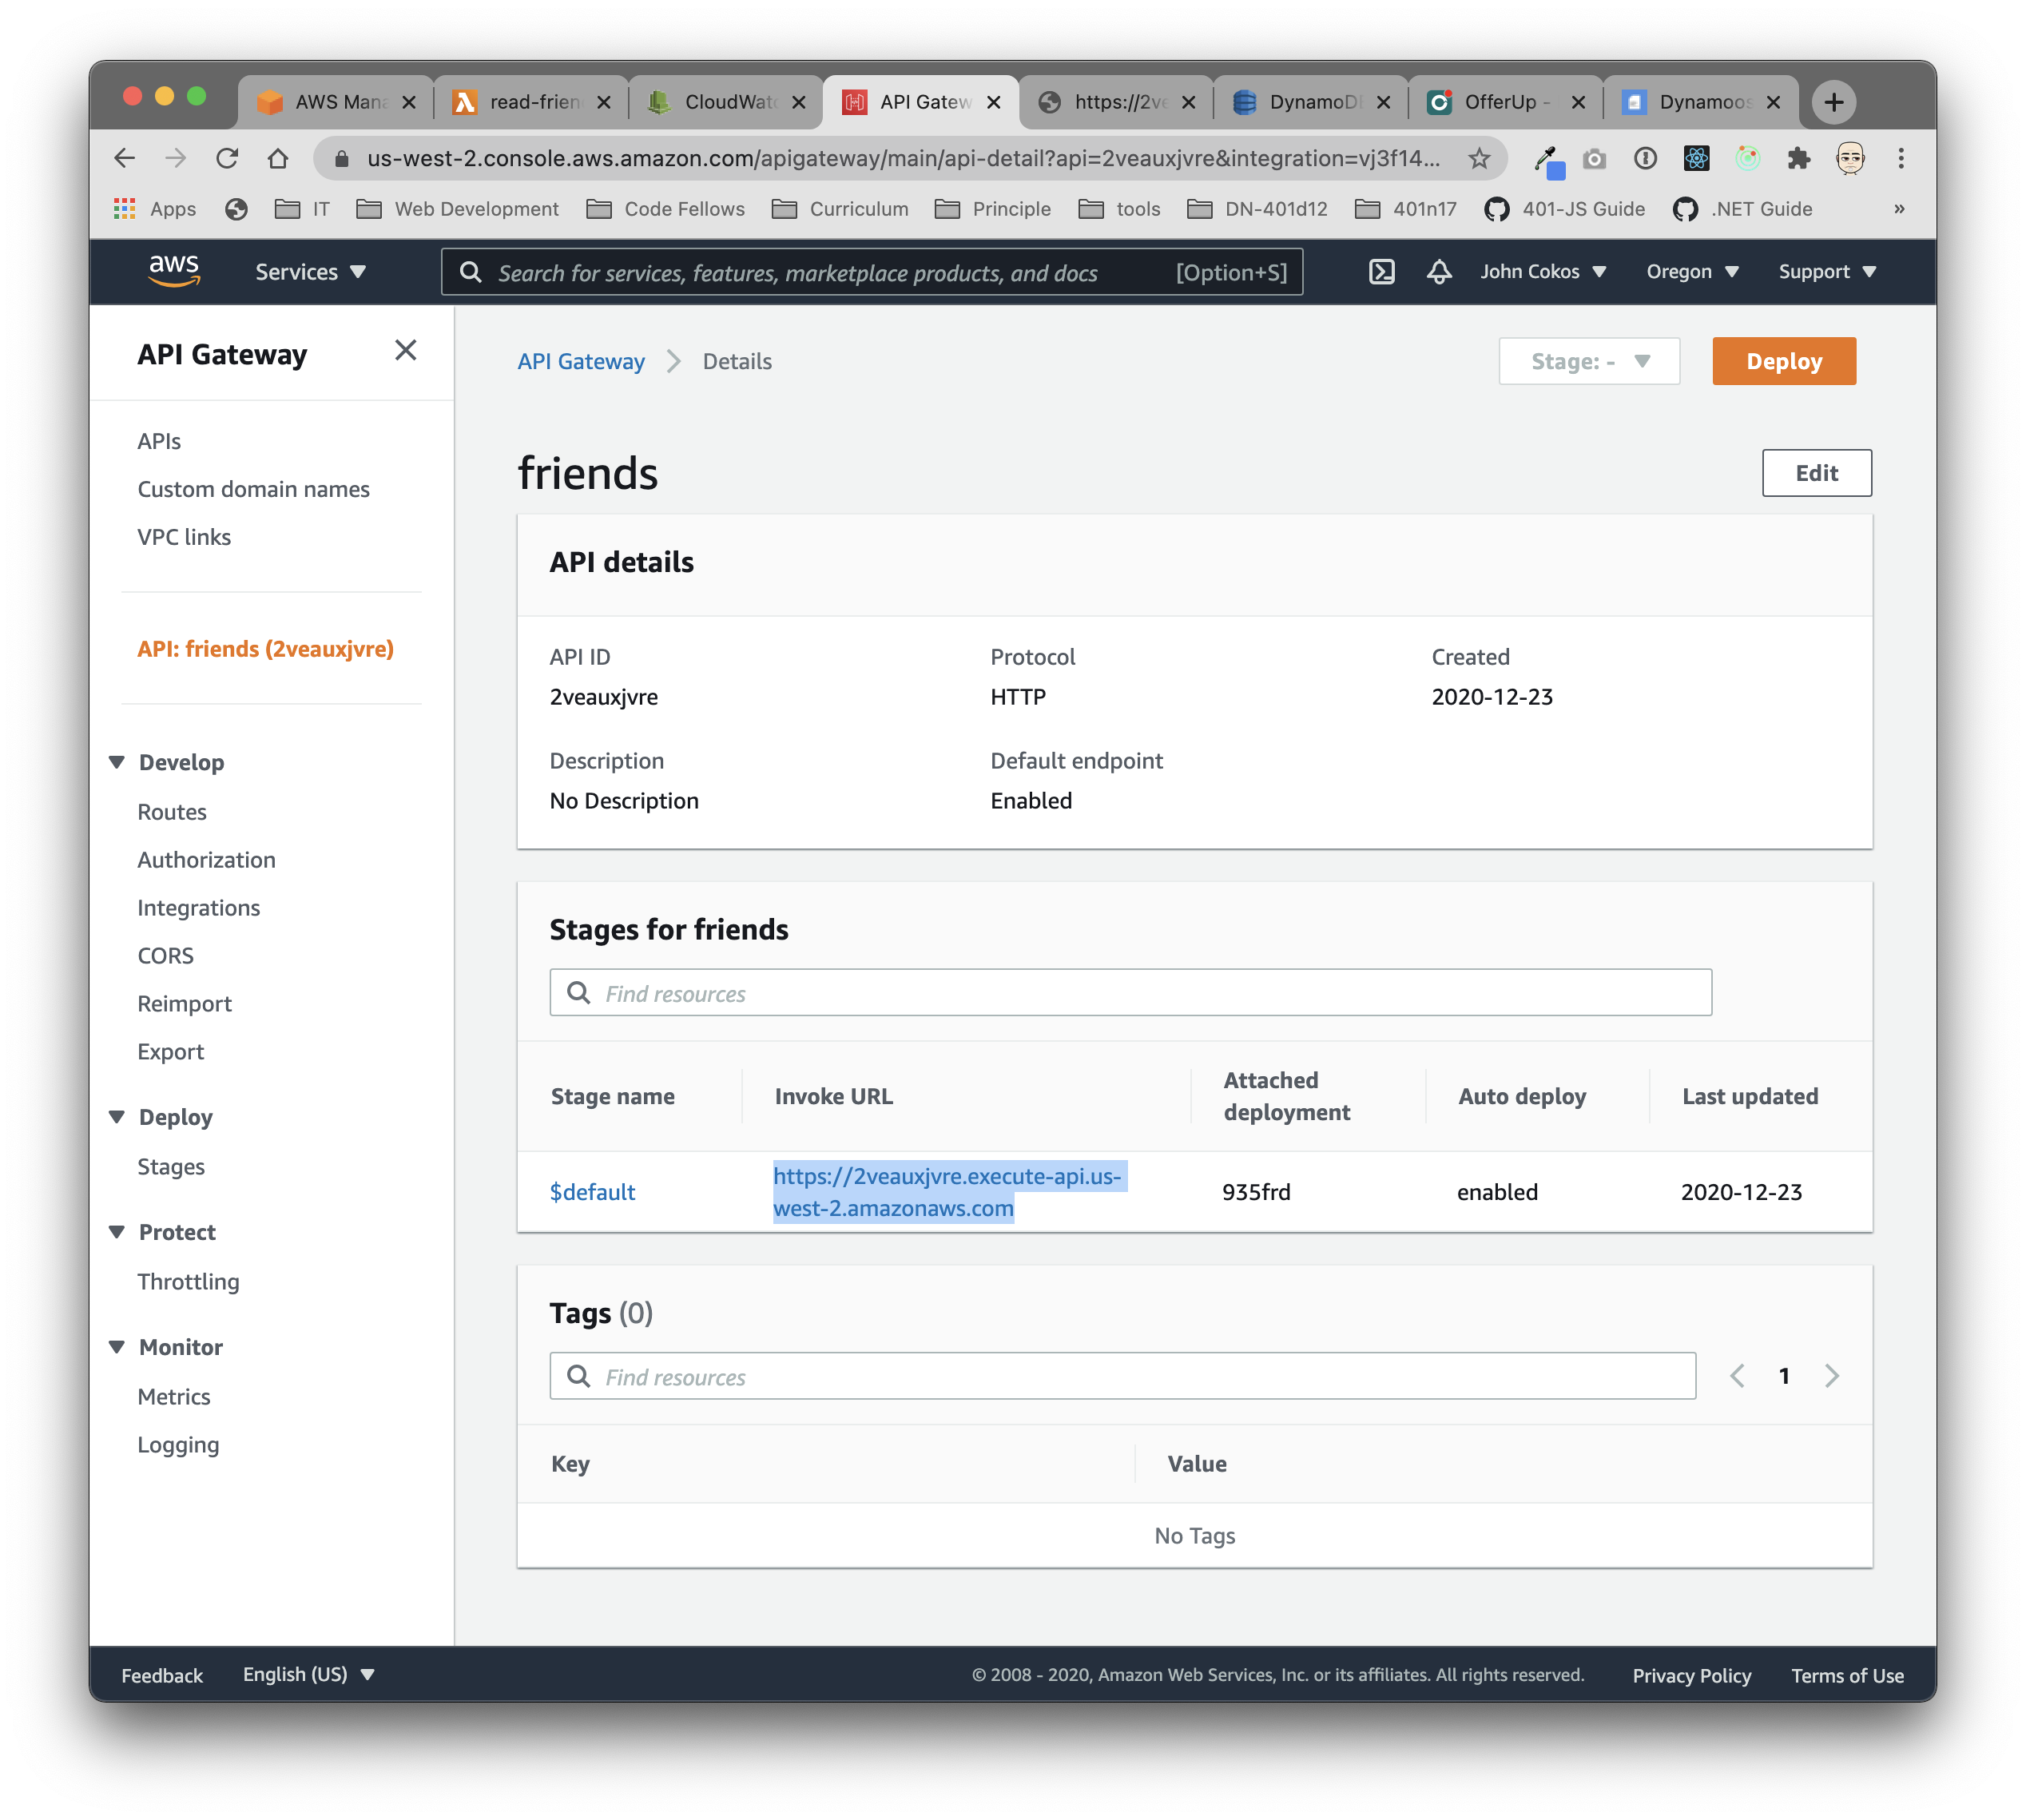 AWS Mana
read-frien
CloudWatc
API Gatew
https://2ve
DynamoDB
OfferUp -
Dynamoos
us-west-2.console.aws.amazon.com/apigateway/main/api-detail?api=2veauxjvre&integration=vj3f14...
Apps
IT
Web Development
Code Fellows
Curriculum
Principle
tools
DN-401d12
401n17
401-JS Guide
.NET Guide
»
aws
Services
Search for services, features, marketplace products, and docs
[Option+S]
John Cokos
Oregon
Support
API Gateway
APIs
Custom domain names
VPC links
API: friends (2veauxjvre)
Develop
Routes
Authorization
Integrations
CORS
Reimport
Export
Deploy
Stages
Protect
Throttling
Monitor
Metrics
Logging
API Gateway
Details
Stage: -
Deploy
friends
Edit
API details
API ID
2veauxjvre
Protocol
HTTP
Created
2020-12-23
Description
No Description
Default endpoint
Enabled
Stages for friends
Find resources
Stage name
Invoke URL
Attached
deployment
Auto deploy
Last updated
$default
https://2veauxjvre.execute-api.us-
west-2.amazonaws.com
935frd
enabled
2020-12-23
Tags (0)
Find resources
1
Key
Value
No Tags
Feedback
English (US)
© 2008 - 2020, Amazon Web Services, Inc. or its affiliates. All rights reserved.
Privacy Policy
Terms of Use